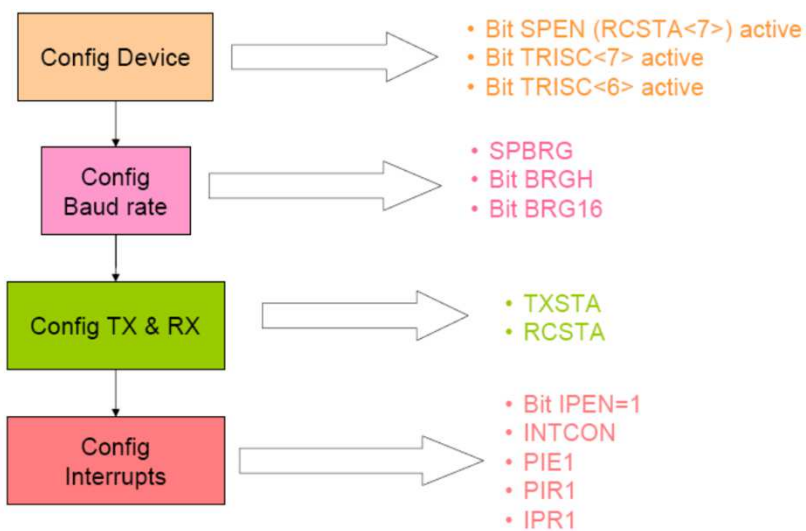 Config Device
• Bit SPEN (RCSTA<7>) active
• Bit TRISC<7> active
• Bit TRISC<6> active
Config
Baud rate
• SPBRG
• Bit BRGH
• Bit BRG16
Config TX & RX
• TXSTA
• RCSTA
Config
Interrupts
• Bit IPEN=1
• INTCON
• PIE1
• PIR1
• IPR1